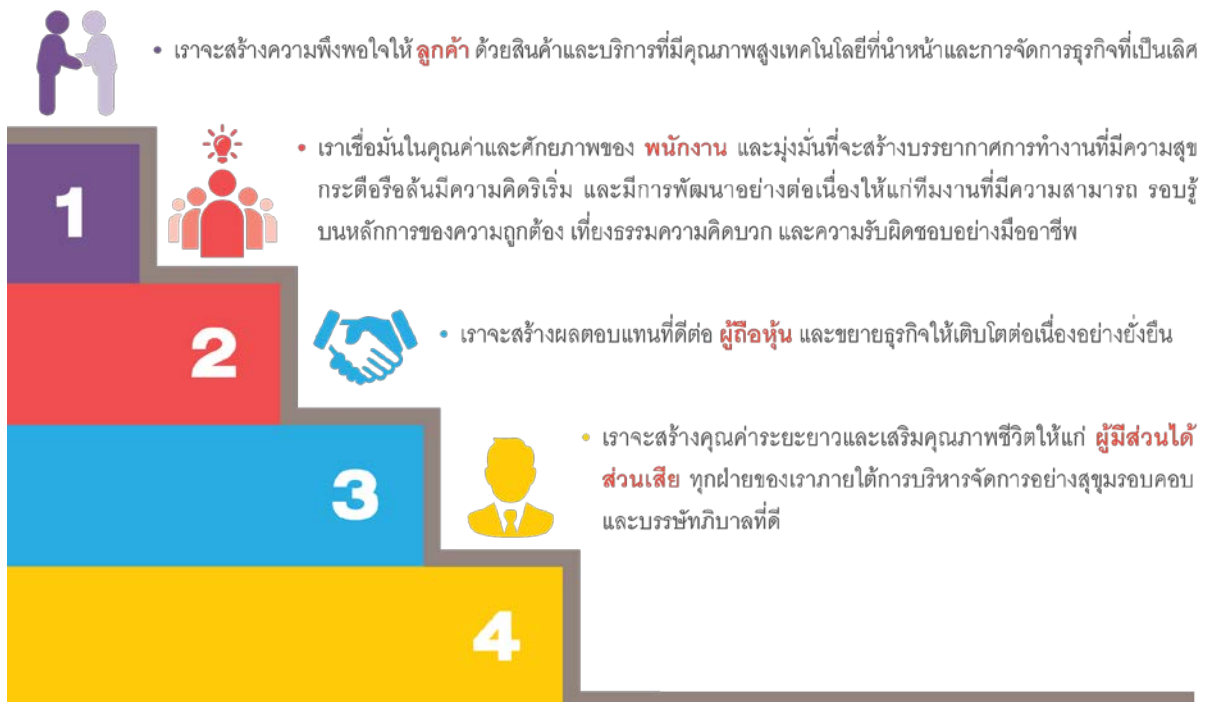 • เราจะสร้างความพึงพอใจให้ ลูกค้า ด้วยสินค้าและบริการที่มีคุณภาพสูงเทคโนโลยีที่นำหน้าและการจัดการธุรกิจที่เป็นเลิศ
1
• เราเชื่อมั่นในคุณค่าและศักยภาพของ พนักงาน และมุ่งมั่นที่จะสร้างบรรยากาศการทำงานที่มีความสุข
กระตือรือล้นมีความคิดริเริ่ม และมีการพัฒนาอย่างต่อเนื่องให้แก่ทีมงานที่มีความสามารถ รอบรู้
บนหลักการของความถูกต้อง เที่ยงธรรมความคิดบวก และความรับผิดชอบอย่างมืออาชีพ
2
• เราจะสร้างผลตอบแทนที่ดีต่อ ผู้ถือหุ้น และขยายธุรกิจให้เติบโตต่อเนื่องอย่างยั่งยืน
3
• เราจะสร้างคุณค่าระยะยาวและเสริมคุณภาพชีวิตให้แก่ ผู้มีส่วนได้
ส่วนเสีย ทุกฝ่ายของเราภายใต้การบริหารจัดการอย่างสุขุมรอบคอบ
และบรรษัทภิบาลที่ดี
4